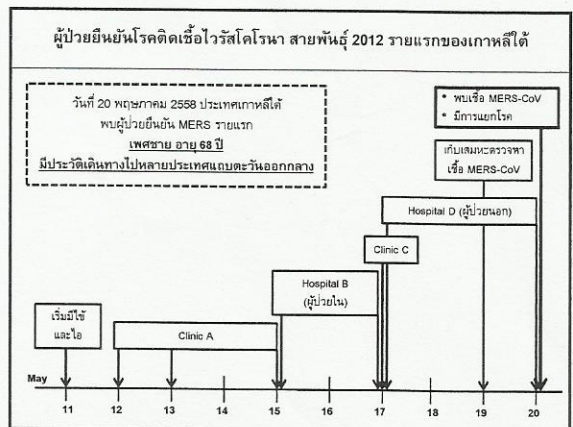 ผู้ป่วยยืนยันโรคติดเชื้อไวรัสโคโรนา สายพันธุ์ 2012 รายแรกของเกาหลีใต้
วันที่ 20 พฤษภาคม 2558 ประเทศเกาหลีใต้
พบผู้ป่วยยืนยัน MERS รายแรก
เพศชาย อายุ 68 ปี
มีประวัติเดินทางไปหลายประเทศแถบตะวันออกกลาง
• พบเชื้อ MERS-CoV
• มีการแยกโรค
เก็บเสมหะตรวจหา
เชื้อ MERS-CoV
Hospital D (ผู้ป่วยนอก)
Clinic C
Hospital B
(ผู้ป่วยใน)
เริ่มมีไข้
และไอ
Clinic A
May
11 12 13 14 15 16 17 18 19 20